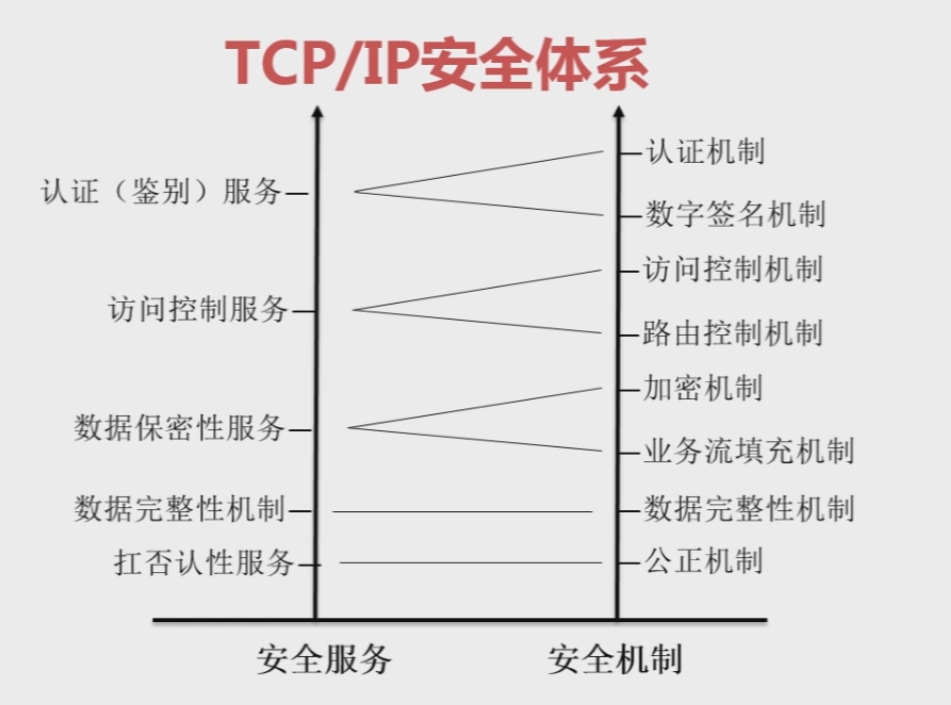 TCP/IP安全体系
认证（鉴别）服务
认证机制
数字签名机制
访问控制服务
访问控制机制
路由控制机制
数据保密性服务
加密机制
业务流填充机制
数据完整性机制
数据完整性机制
扛否认性服务
公正机制
安全服务
安全机制